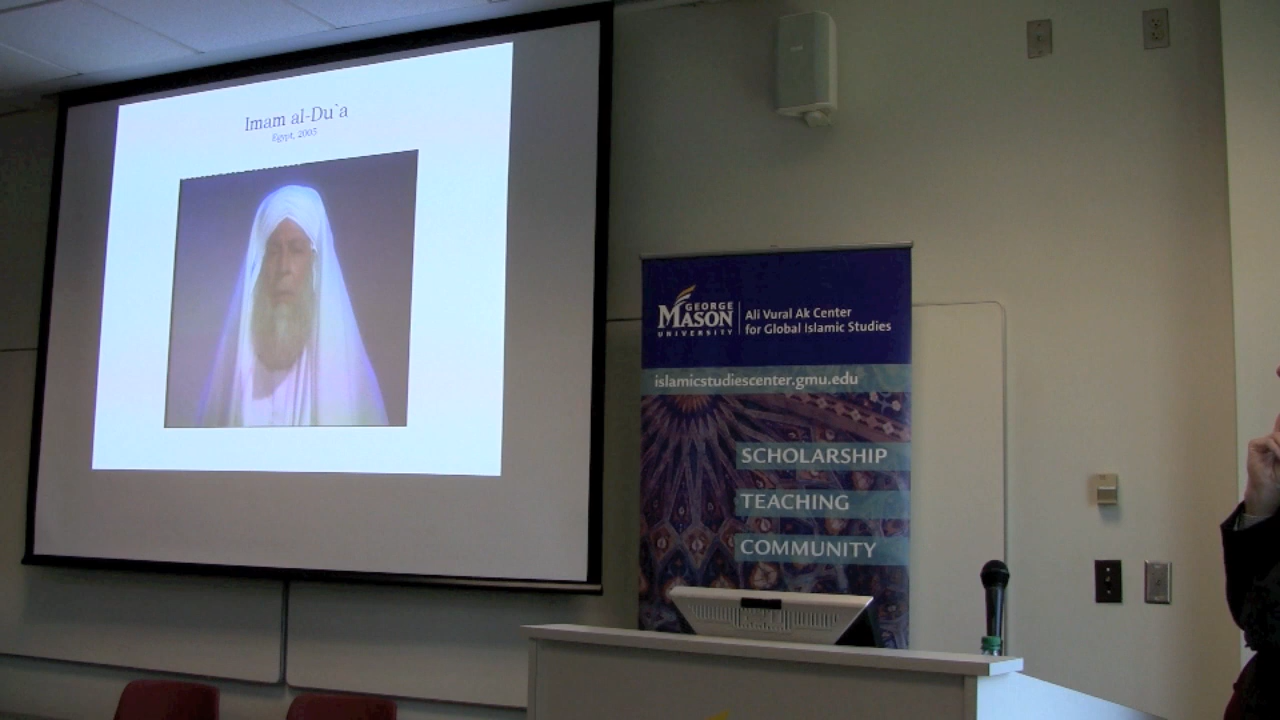 Imam al-Du`a
Egypt, 2003
GEORGE
MASON
UNIVERSITY
Ali Vural Ak Center
for Global Islamic Studies
islamicstudiescenter.gmu.edu
SCHOLARSHIP
TEACHING
COMMUNITY